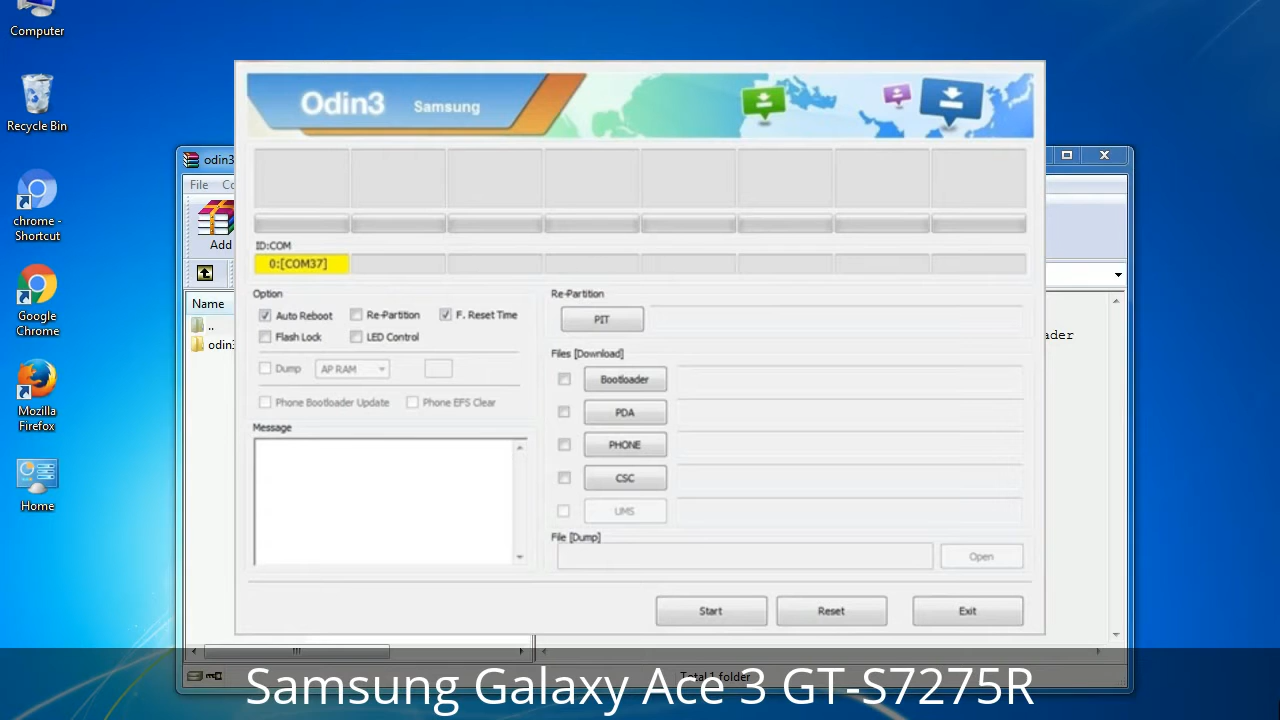 Computer
Recycle Bin
chrome -
Shortcut
Google
Chrome
Mozilla
Firefox
Home
odin3
File
Add
Name
..
odin3
ader
Total 1 folder
Odin3 Samsung
ID:COM
0:[COM37]
Option
Auto Reboot Re-Partition F. Reset Time
Flash Lock LED Control
Dump AP RAM
Phone Bootloader Update Phone EFS Clear
Message
Re-Partition
PIT
Files [Download]
Bootloader
PDA
PHONE
CSC
UMS
File [Dump]
Open
Start Reset Exit
Samsung Galaxy Ace 3 GT-S7275R